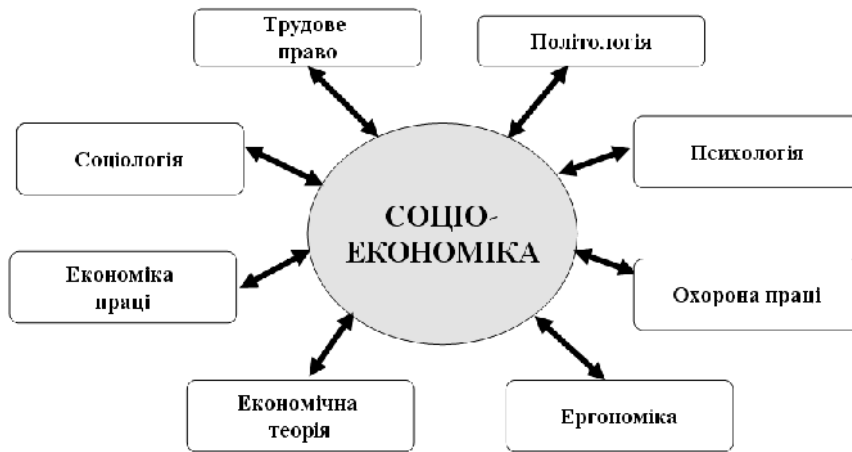 Трудове
право
Політологія
Соціологія
Психологія
СОЦІО-
ЕКОНОМІКА
Економіка
праці
Охорона праці
Економічна
теорія
Ергономіка